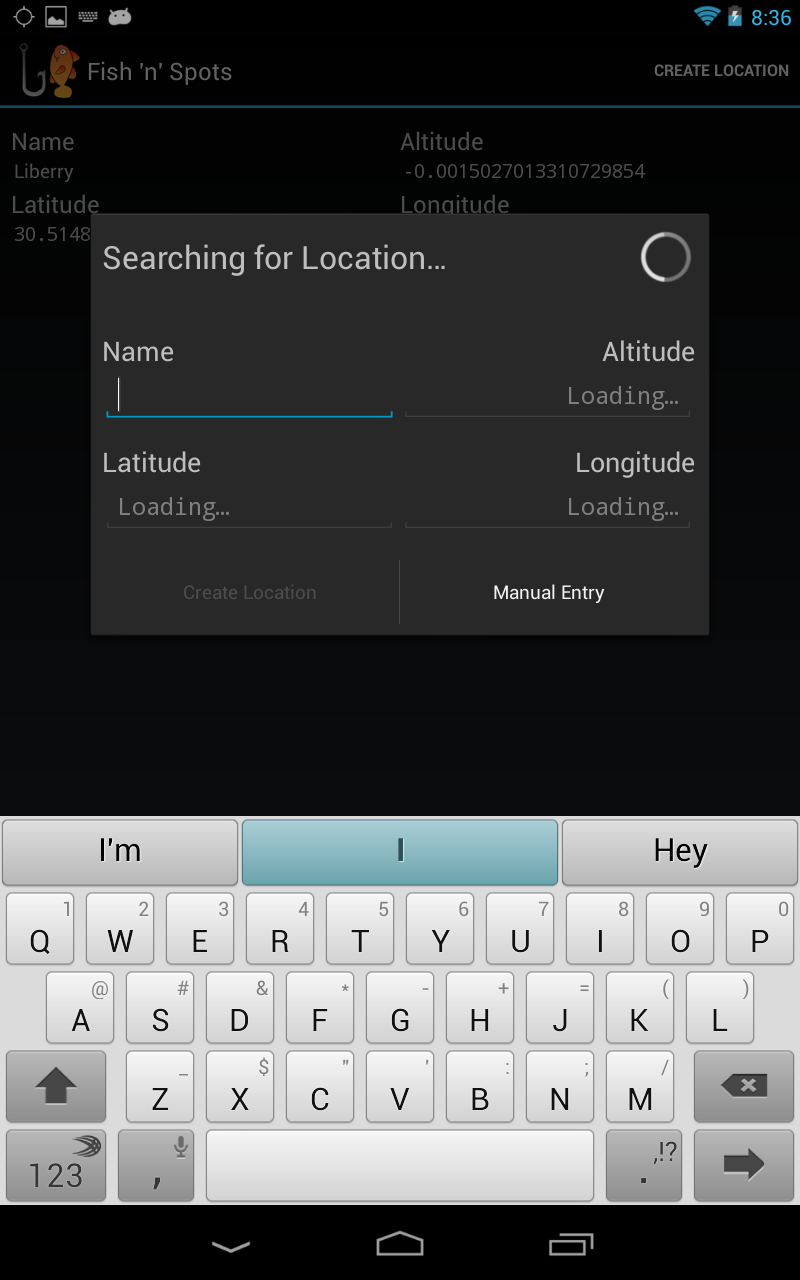 8:36
Fish 'n' Spots CREATE LOCATION
Name Altitude
Liberry -0.0015027013310729854
Latitude Longitude
30.5148
Searching for Location...
Name Altitude
Loading...
Latitude Longitude
Loading... Loading...
Create Location Manual Entry
I'm I Hey
1 2 3 4 5 6 7 8 9 0
Q W E R T Y U I O P
@ # & * - + = ( )
A S D F G H J K L
_ $ " ' : ; /
Z X C V B N M
123 , . ,!?